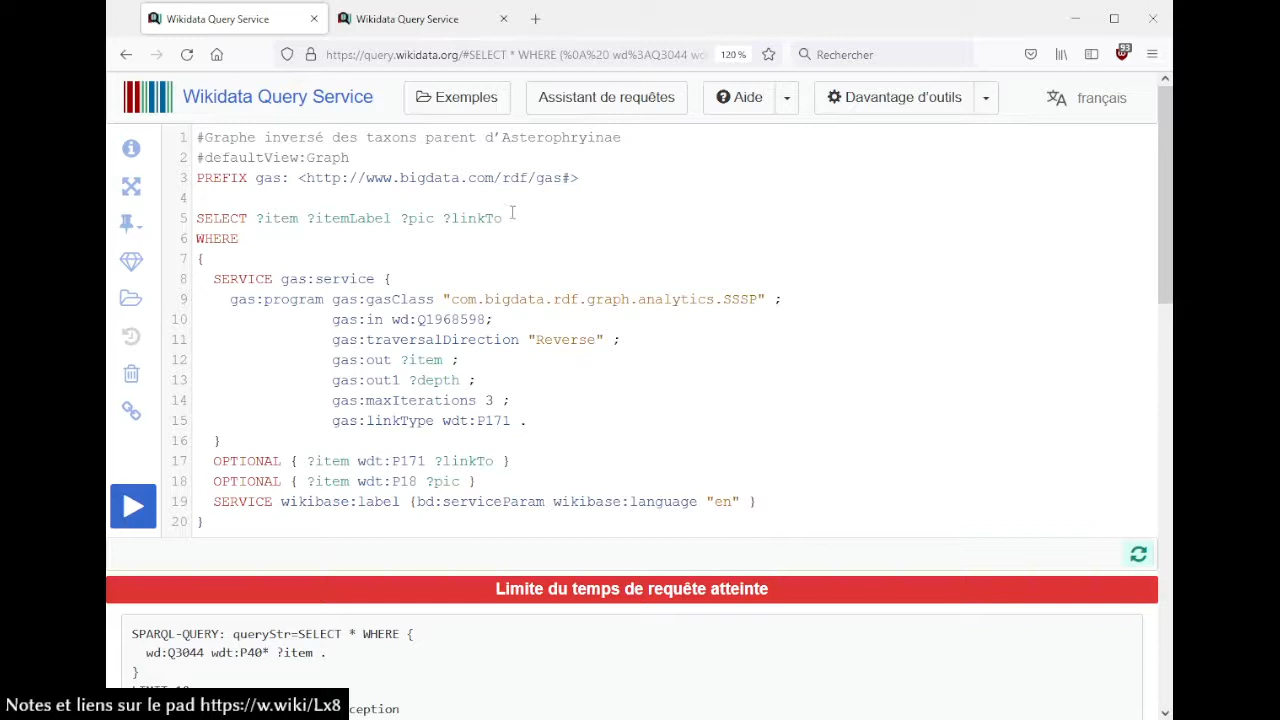 Wikidata Query Service
Wikidata Query Service
https://query.wikidata.org/#SELECT * WHERE {%0A%20 wd%3AQ3044 wd
120 %
Rechercher
93
Wikidata Query Service
Exemples
Assistant de requêtes
Aide
Davantage d'outils
français
1 #Graphe inversé des taxons parent d’Asterophryinae
2 #defaultView:Graph
3 PREFIX gas: <http://www.bigdata.com/rdf/gas#>
4
5 SELECT ?item ?itemLabel ?pic ?linkTo
6 WHERE
7 {
8 SERVICE gas:service {
9 gas:program gas:gasClass "com.bigdata.rdf.graph.analytics.SSSP" ;
10 gas:in wd:Q1968598;
11 gas:traversalDirection "Reverse" ;
12 gas:out ?item ;
13 gas:out1 ?depth ;
14 gas:maxIterations 3 ;
15 gas:linkType wdt:P171 .
16 }
17 OPTIONAL { ?item wdt:P171 ?linkTo }
18 OPTIONAL { ?item wdt:P18 ?pic }
19 SERVICE wikibase:label {bd:serviceParam wikibase:language "en" }
20 }
Limite du temps de requête atteinte
SPARQL-QUERY: queryStr=SELECT * WHERE {
wd:Q3044 wdt:P40* ?item .
}
Notes et liens sur le pad https://w.wiki/Lx8